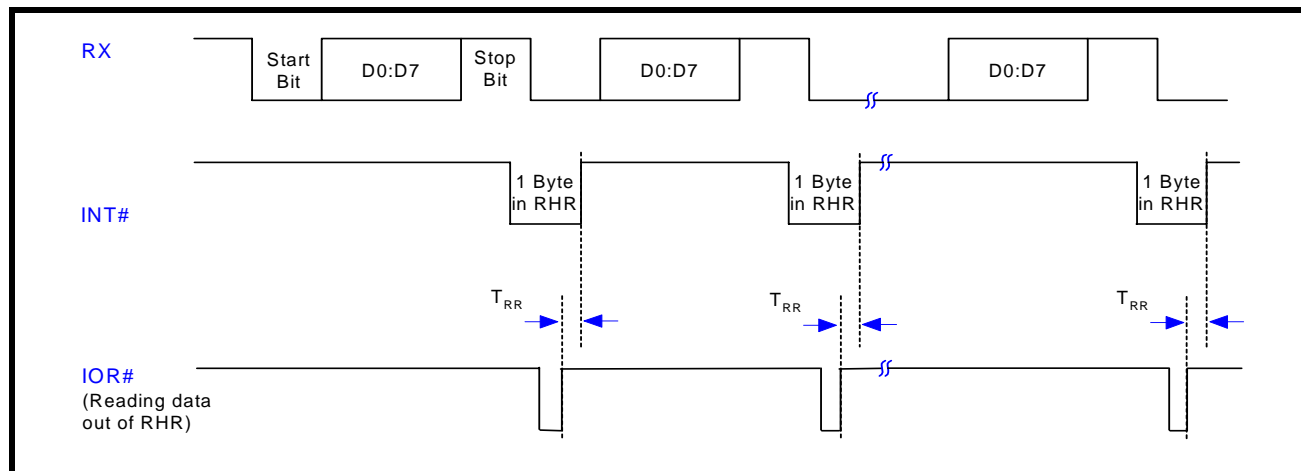 RX
Start
Bit
D0:D7
Stop
Bit
D0:D7
D0:D7
INT#
1 Byte
in RHR
1 Byte
in RHR
1 Byte
in RHR
TRR
TRR
TRR
IOR#
(Reading data
out of RHR)